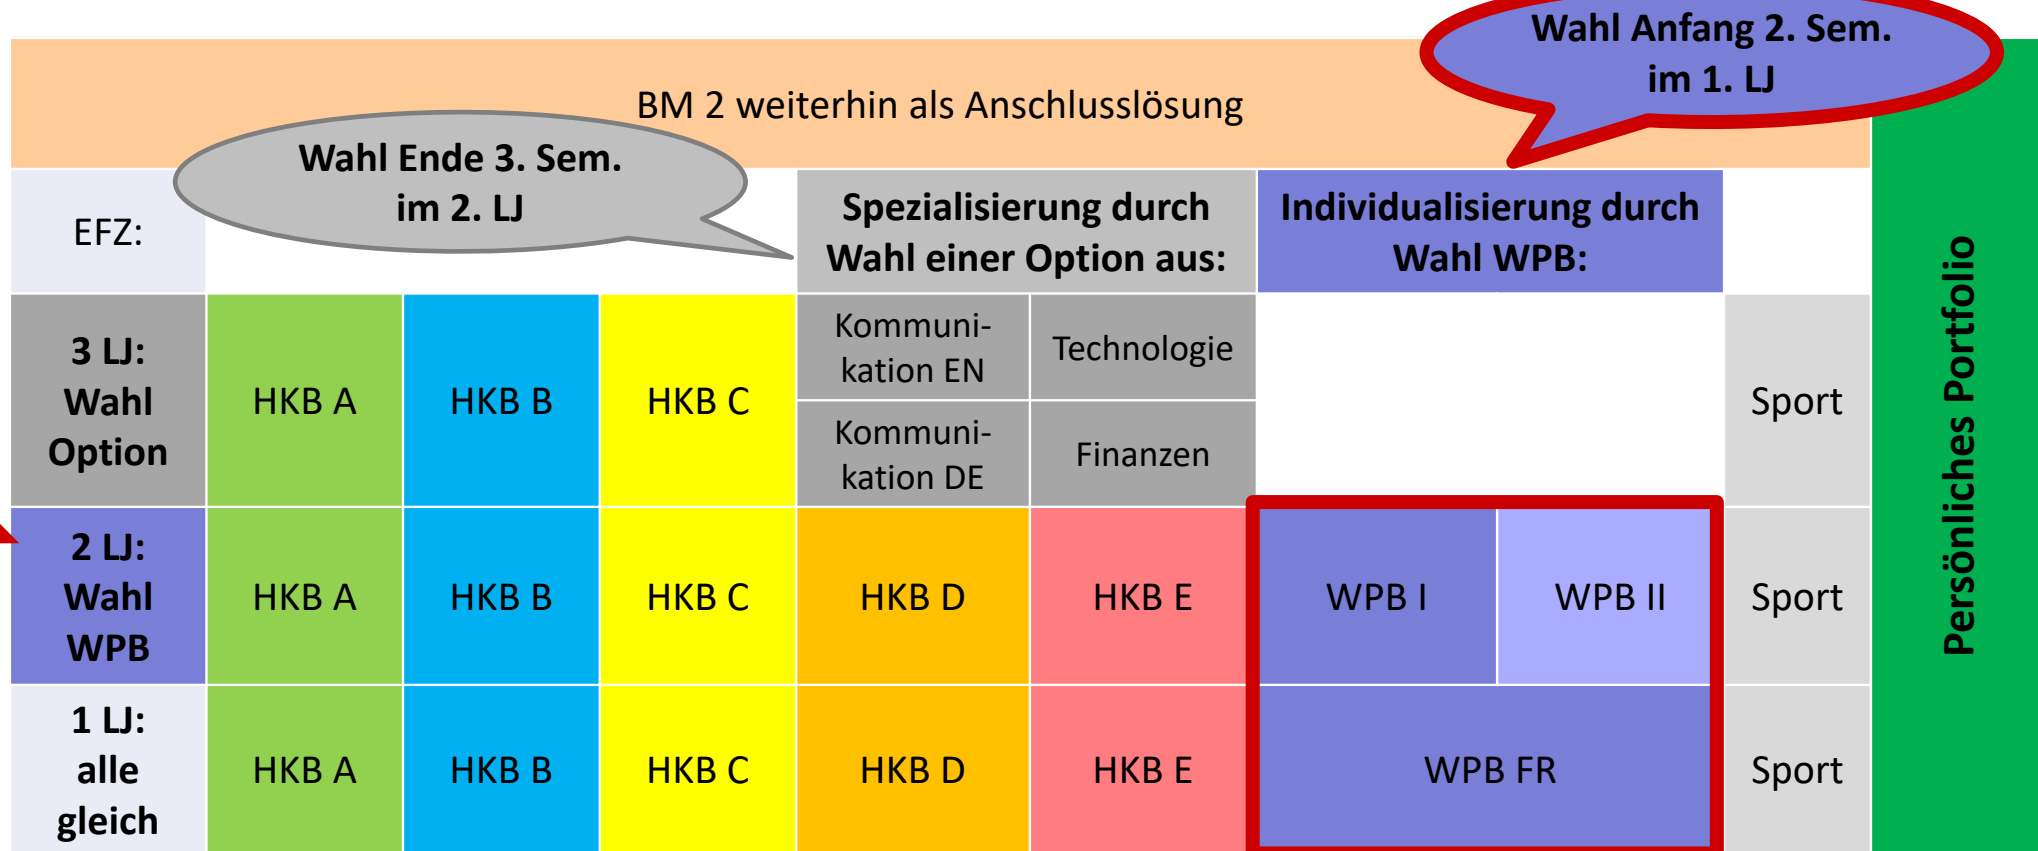 Wahl Anfang 2. Sem.
im 1. LJ
BM 2 weiterhin als Anschlusslösung
Wahl Ende 3. Sem.
im 2. LJ
EFZ:
Spezialisierung durch
Wahl einer Option aus:
Individualisierung durch
Wahl WPB:
3 LJ:
Wahl
Option
HKB A
HKB B
HKB C
Kommuni-
kation EN
Technologie
Kommuni-
kation DE
Finanzen
Sport
2 LJ:
Wahl
WPB
HKB A
HKB B
HKB C
HKB D
HKB E
WPB I
WPB II
Sport
1 LJ:
alle
gleich
HKB A
HKB B
HKB C
HKB D
HKB E
WPB FR
Sport
Persönliches Portfolio